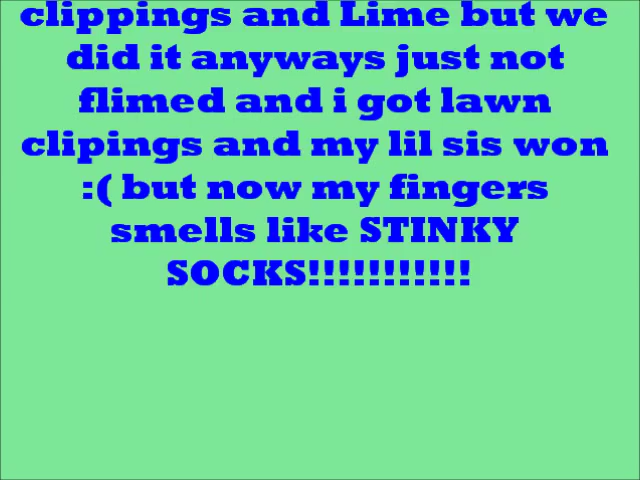 clippings and Lime but we
did it anyways just not
flimed and i got lawn
clipings and my lil sis won
:( but now my fingers
smells like STINKY
SOCKS!!!!!!!!!!!